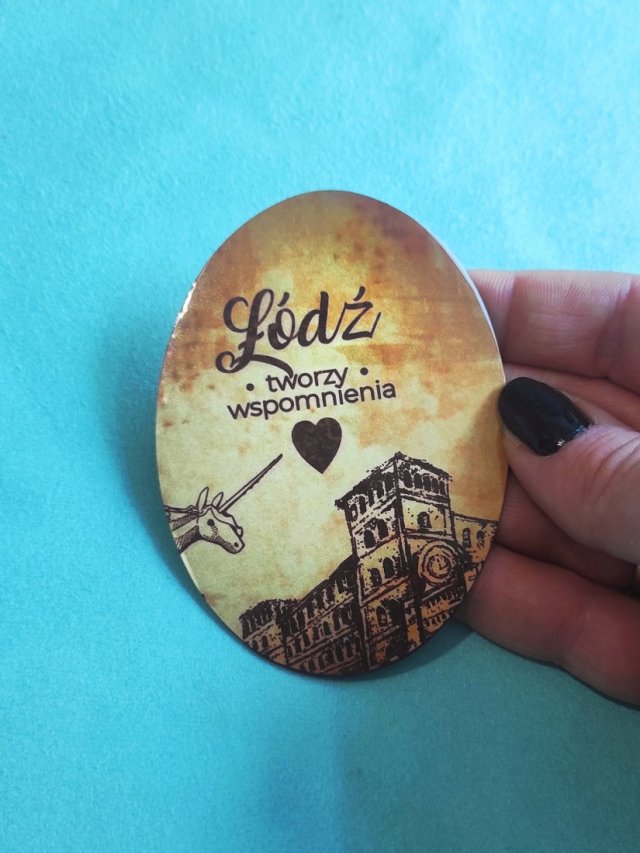 Łódź
• tworzy •
wspomnienia